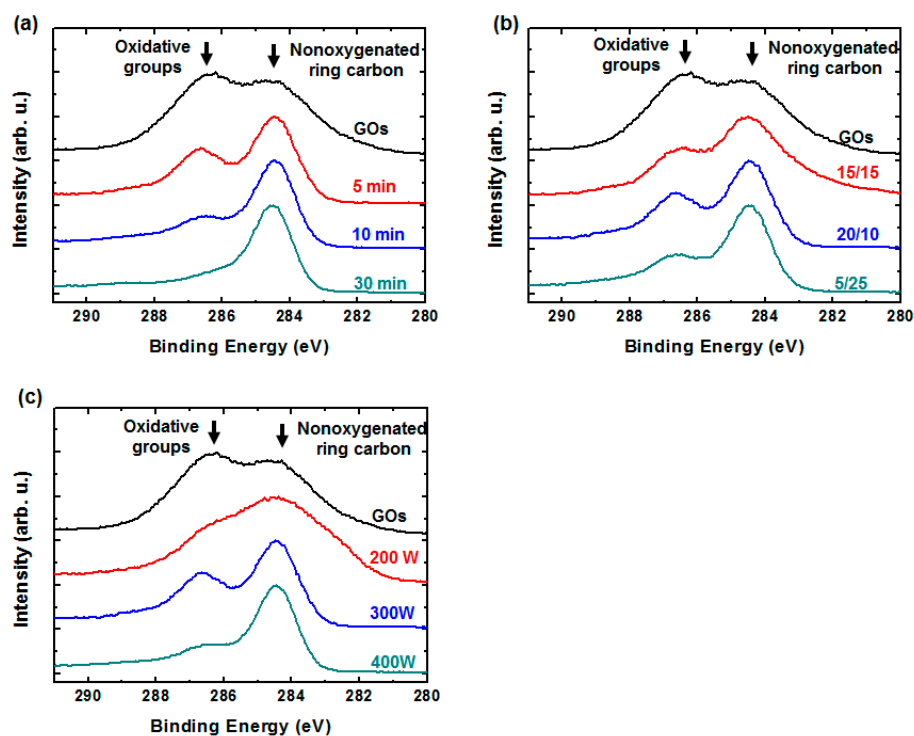 (a)
Oxidative
groups
Nonoxygenated
ring carbon
GOs
5 min
10 min
30 min
Intensity (arb. u.)
290 288 286 284 282 280
Binding Energy (eV)
(b)
Oxidative
groups
Nonoxygenated
ring carbon
GOs
15/15
20/10
5/25
Intensity (arb. u.)
290 288 286 284 282 280
Binding Energy (eV)
(c)
Oxidative
groups
Nonoxygenated
ring carbon
GOs
200 W
300W
400W
Intensity (arb. u.)
290 288 286 284 282 280
Binding Energy (eV)